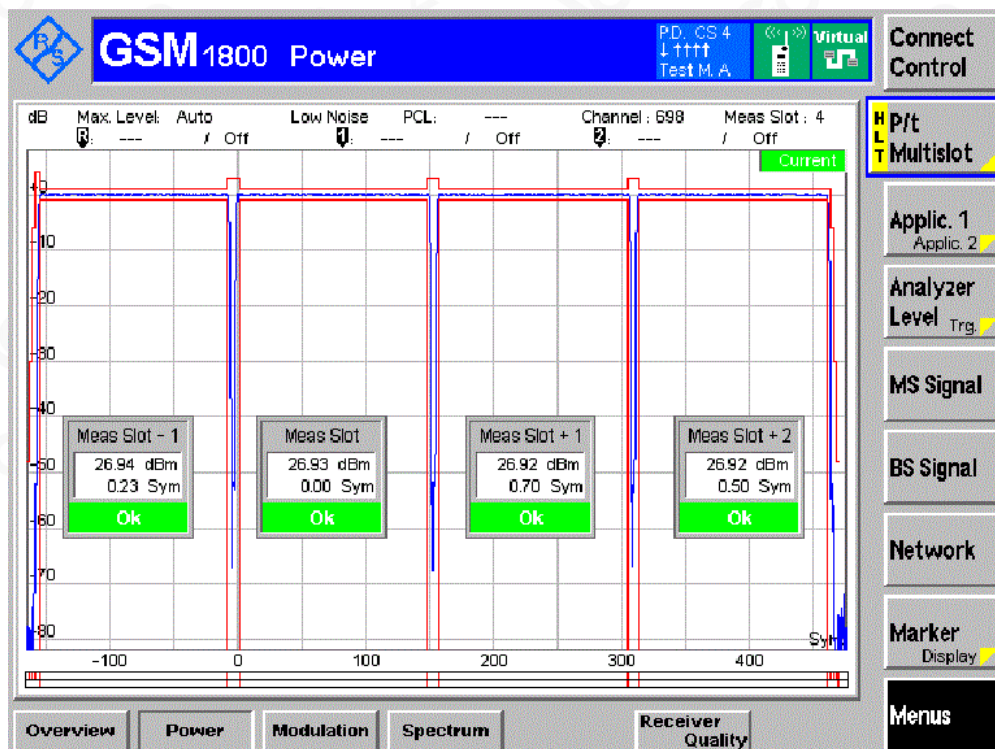 R S
GSM 1800 Power
PD. CS 4
↓ ↑↑↑↑
Test M. A
Virtual
Connect
Control
dB Max. Level: Auto Low Noise PCL: --- Channel : 698 Meas Slot : 4
R: --- / Off 1: --- / Off 2: --- / Off
Current
HLT
P/t
Multislot
Applic. 1
Applic. 2
Analyzer
Level Trg.
MS Signal
BS Signal
Network
Marker
Display
Menus
+0
-10
-20
-30
-40
-50
-60
-70
-80
Meas Slot - 1
26.94 dBm
0.23 Sym
Ok
Meas Slot
26.93 dBm
0.00 Sym
Ok
Meas Slot + 1
26.92 dBm
0.70 Sym
Ok
Meas Slot + 2
26.92 dBm
0.50 Sym
Ok
Sym
-100 0 100 200 300 400
Overview Power Modulation Spectrum Receiver
Quality